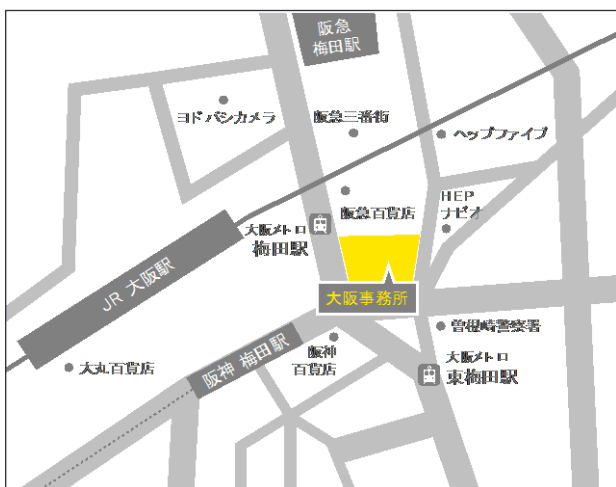 阪急
梅田駅
ヨドバシカメラ
阪急三番街
ヘップファイブ
HEP
ナビオ
阪急百貨店
大阪メトロ
梅田駅
JR 大阪駅
大阪事務所
曽根崎警察署
阪神 梅田駅
阪神
百貨店
大阪メトロ
東梅田駅
大丸百貨店